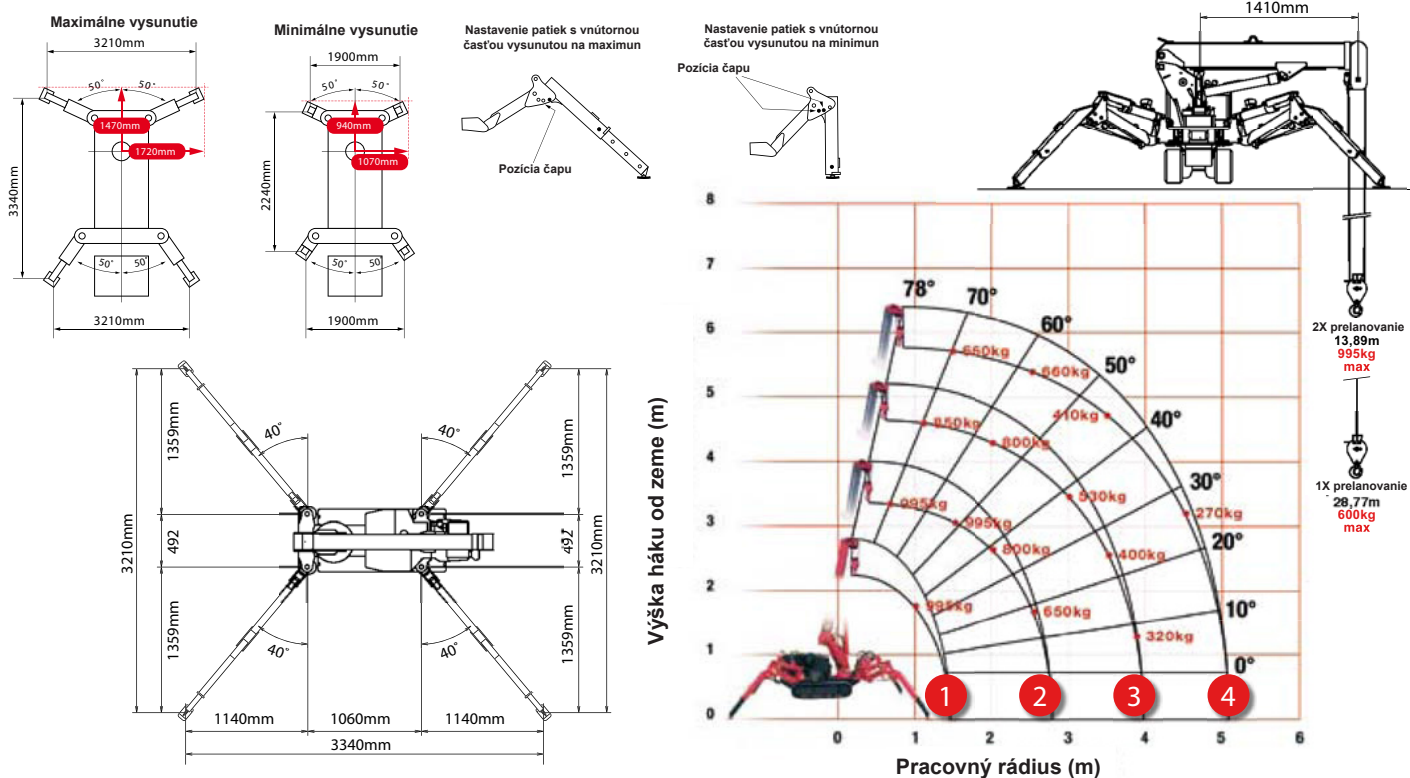 Maximálne vysunutie
3210mm
50°
50°
1470mm
1720mm
3340mm
50°
50°
3210mm
Minimálne vysunutie
1900mm
50°
50°
940mm
1070mm
2240mm
50°
50°
1900mm
Nastavenie patiek s vnútornou
časťou vysunutou na maximun
Pozícia čapu
Nastavenie patiek s vnútornou
časťou vysunutou na minimun
Pozícia čapu
1410mm
2X prelanovanie
13,89m
995kg
max
1X prelanovanie
28,77m
600kg
max
40°
40°
40°
40°
1359mm
492
1359mm
3210mm
1359mm
492
1359mm
3210mm
1140mm
1060mm
1140mm
3340mm
Výška háku od zeme (m)
8
7
6
5
4
3
2
1
0
78°
70°
60°
50°
40°
30°
20°
10°
0°
650kg
660kg
410kg
270kg
850kg
800kg
530kg
400kg
320kg
995kg
995kg
800kg
650kg
995kg
1
2
3
4
0
1
2
3
4
5
6
Pracovný rádius (m)